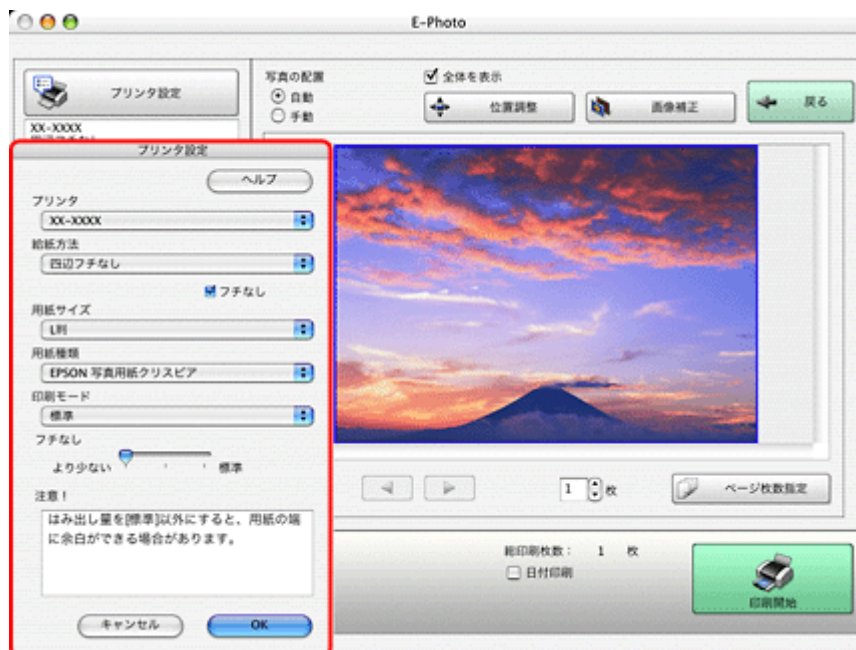 E-Photo
プリンタ設定
XX-XXXX
写真の配置
自動
手動
全体を表示
位置調整
画像補正
戻る
プリンタ設定
ヘルプ
プリンタ
XX-XXXX
給紙方法
四辺フチなし
フチなし
用紙サイズ
L判
用紙種類
EPSON 写真用紙クリスピア
印刷モード
標準
フチなし
より少ない
標準
注意！
はみ出し量を[標準]以外にすると、用紙の端
に余白ができる場合があります。
キャンセル
OK
1 枚
ページ枚数指定
総印刷枚数： 1 枚
日付印刷
印刷開始